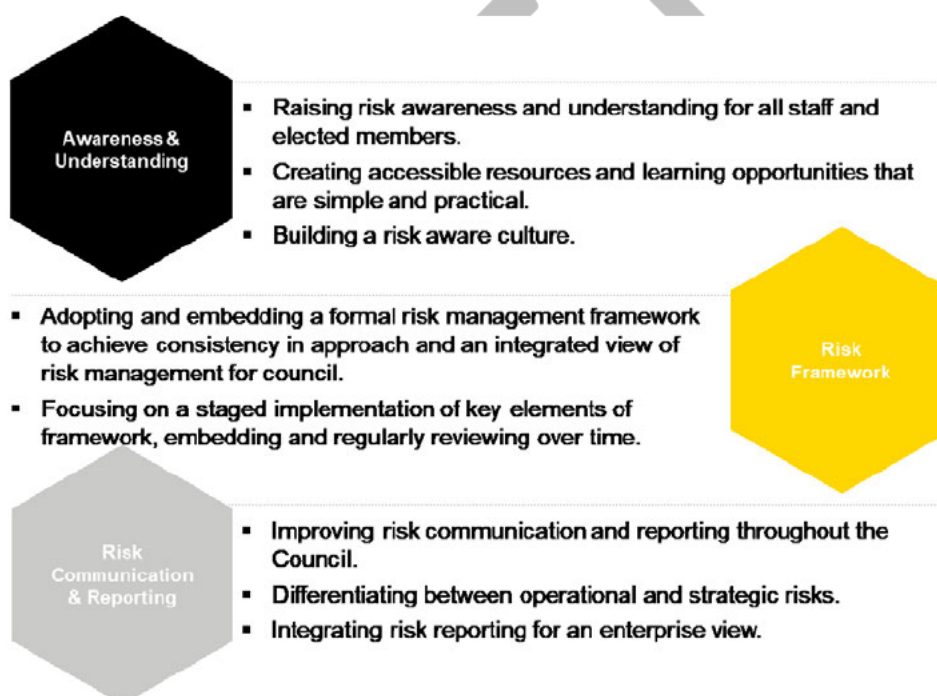 Awareness &
Understanding
▪ Raising risk awareness and understanding for all staff and
elected members.
▪ Creating accessible resources and learning opportunities that
are simple and practical.
▪ Building a risk aware culture.
▪ Adopting and embedding a formal risk management framework
to achieve consistency in approach and an integrated view of
risk management for council.
▪ Focusing on a staged implementation of key elements of
framework, embedding and regularly reviewing over time.
Risk
Framework
Risk
Communication
& Reporting
▪ Improving risk communication and reporting throughout the
Council.
▪ Differentiating between operational and strategic risks.
▪ Integrating risk reporting for an enterprise view.